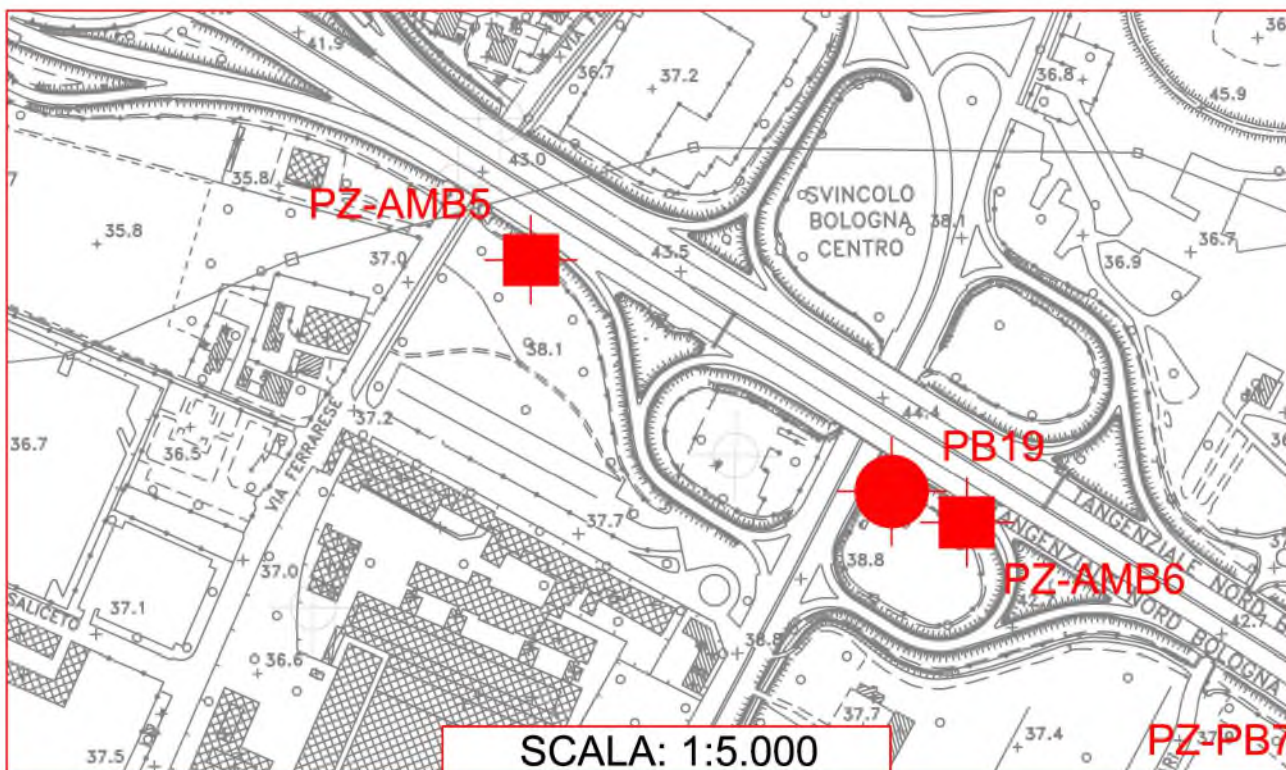 41.9
VIA
36.7
37.2
36.8
45.9
43.0
35.8
PZ-AMB5
SVINCOLO
BOLOGNA
CENTRO
38.1
35.8
37.0
43.5
36.7
36.9
38.1
44.4
37.2
VIA FERRARESE
36.7
36.5
PB19
37.7
38.8
TANGENZIALE NORD
TANGENZIALE NORD BOLOGNA
PZ-AMB6
37.0
SALICETO
37.1
42.7
38.8
36.6
37.7
37.4
PZ-PB7
37.5
SCALA: 1:5.000